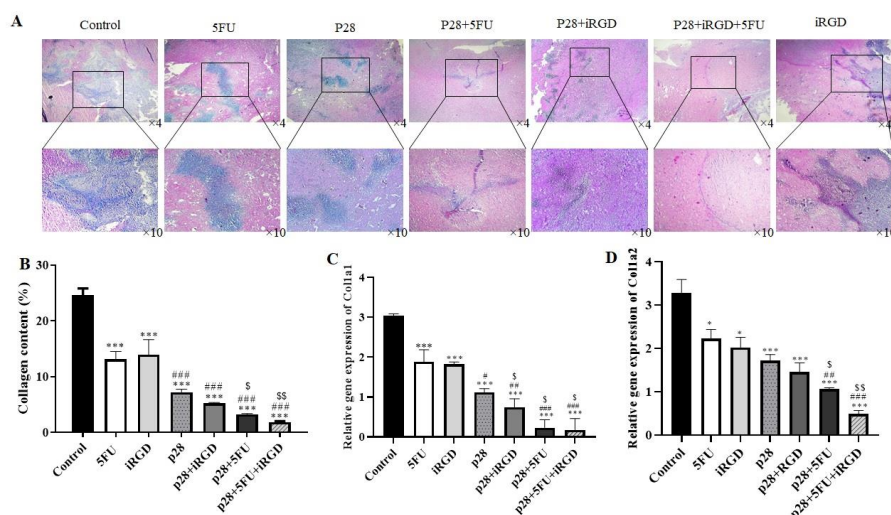 A
Control 5FU P28 P28+5FU P28+iRGD P28+iRGD+5FU iRGD
×4 ×4 ×4 ×4 ×4 ×4 ×4
×10 ×10 ×10 ×10 ×10 ×10 ×10
B
Collagen content (%)
30
20
10
0
***
***
###
***
###
***
$
###
***
$$
###
***
Control
5FU
iRGD
p28
p28+iRGD
p28+5FU
p28+5FU+iRGD
C
Relative gene expression of Col1a1
4
3
2
1
0
***
***
#
***
$
##
***
$
###
***
$
###
***
Control
5FU
iRGD
p28
p28+iRGD
p28+5FU
p28+5FU+iRGD
D
Relative gene expression of Col1a2
4
3
2
1
0
*
*
***
***
$
##
***
$$
###
***
Control
5FU
iRGD
p28
p28+RGD
p28+5FU
p28+5FU+iRGD